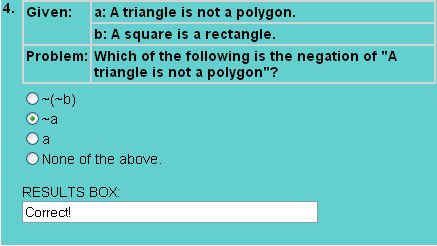 4. Given: a: A triangle is not a polygon.
b: A square is a rectangle.
Problem: Which of the following is the negation of "A
triangle is not a polygon"?
~(~b)
~a
a
None of the above.
RESULTS BOX:
Correct!